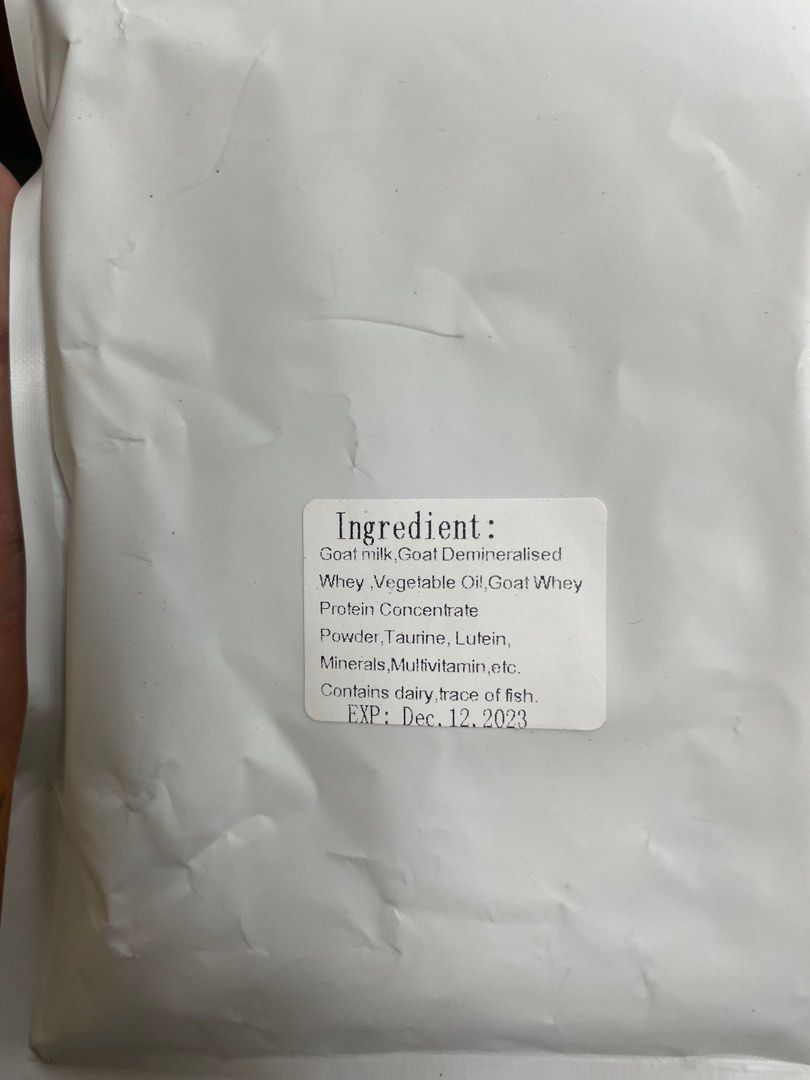 Ingredient:
Goat milk,Goat Demineralised
Whey ,Vegetable Oil,Goat Whey
Protein Concentrate
Powder,Taurine, Lutein,
Minerals,Multivitamin,etc.
Contains dairy,trace of fish.
EXP: Dec.12.2023